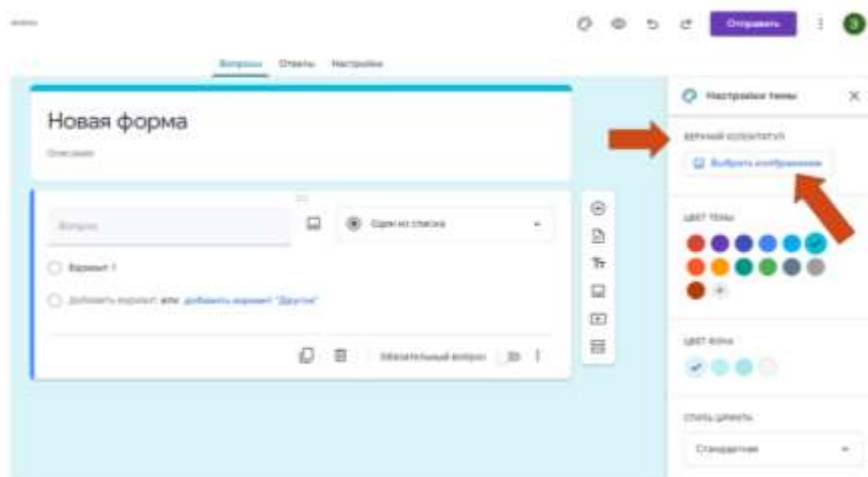 Отправить
З
Вопросы Ответы Настройки
Новая форма
Описание
Вопрос
Один из списка
Вариант 1
Добавить вариант или добавить вариант "Другое"
Обязательный вопрос
Настройки темы
ВЕРХНИЙ КОЛОНТИТУЛ
Выбрать изображение
ЦВЕТ ТЕМЫ
ЦВЕТ ФОНА
СТИЛЬ ШРИФТА
Стандартная